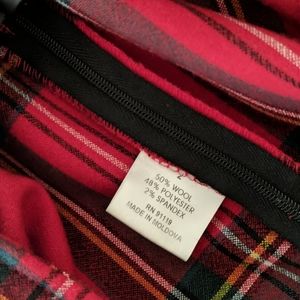 2
50% WOOL
48% POLYESTER
2% SPANDEX
RN 91119
MADE IN MOLDOVA